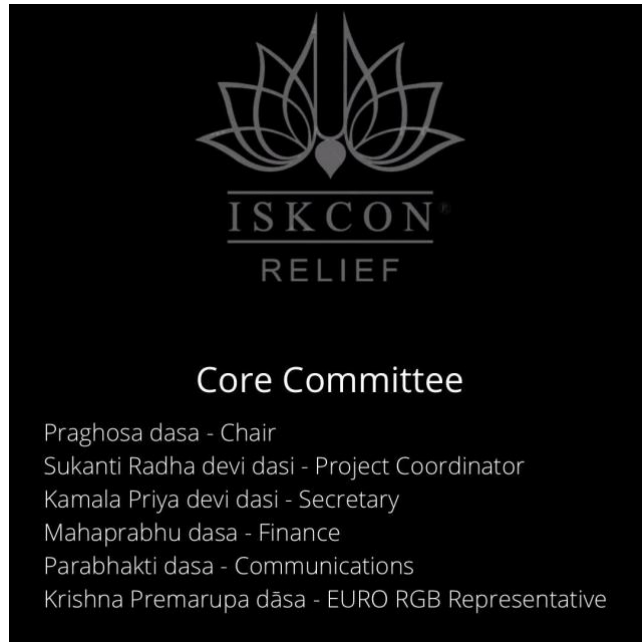 ISKCON
RELIEF
Core Committee
Praghosa dasa - Chair
Sukanti Radha devi dasi - Project Coordinator
Kamala Priya devi dasi - Secretary
Mahaprabhu dasa - Finance
Parabhakti dasa - Communications
Krishna Premarupa dāsa - EURO RGB Representative